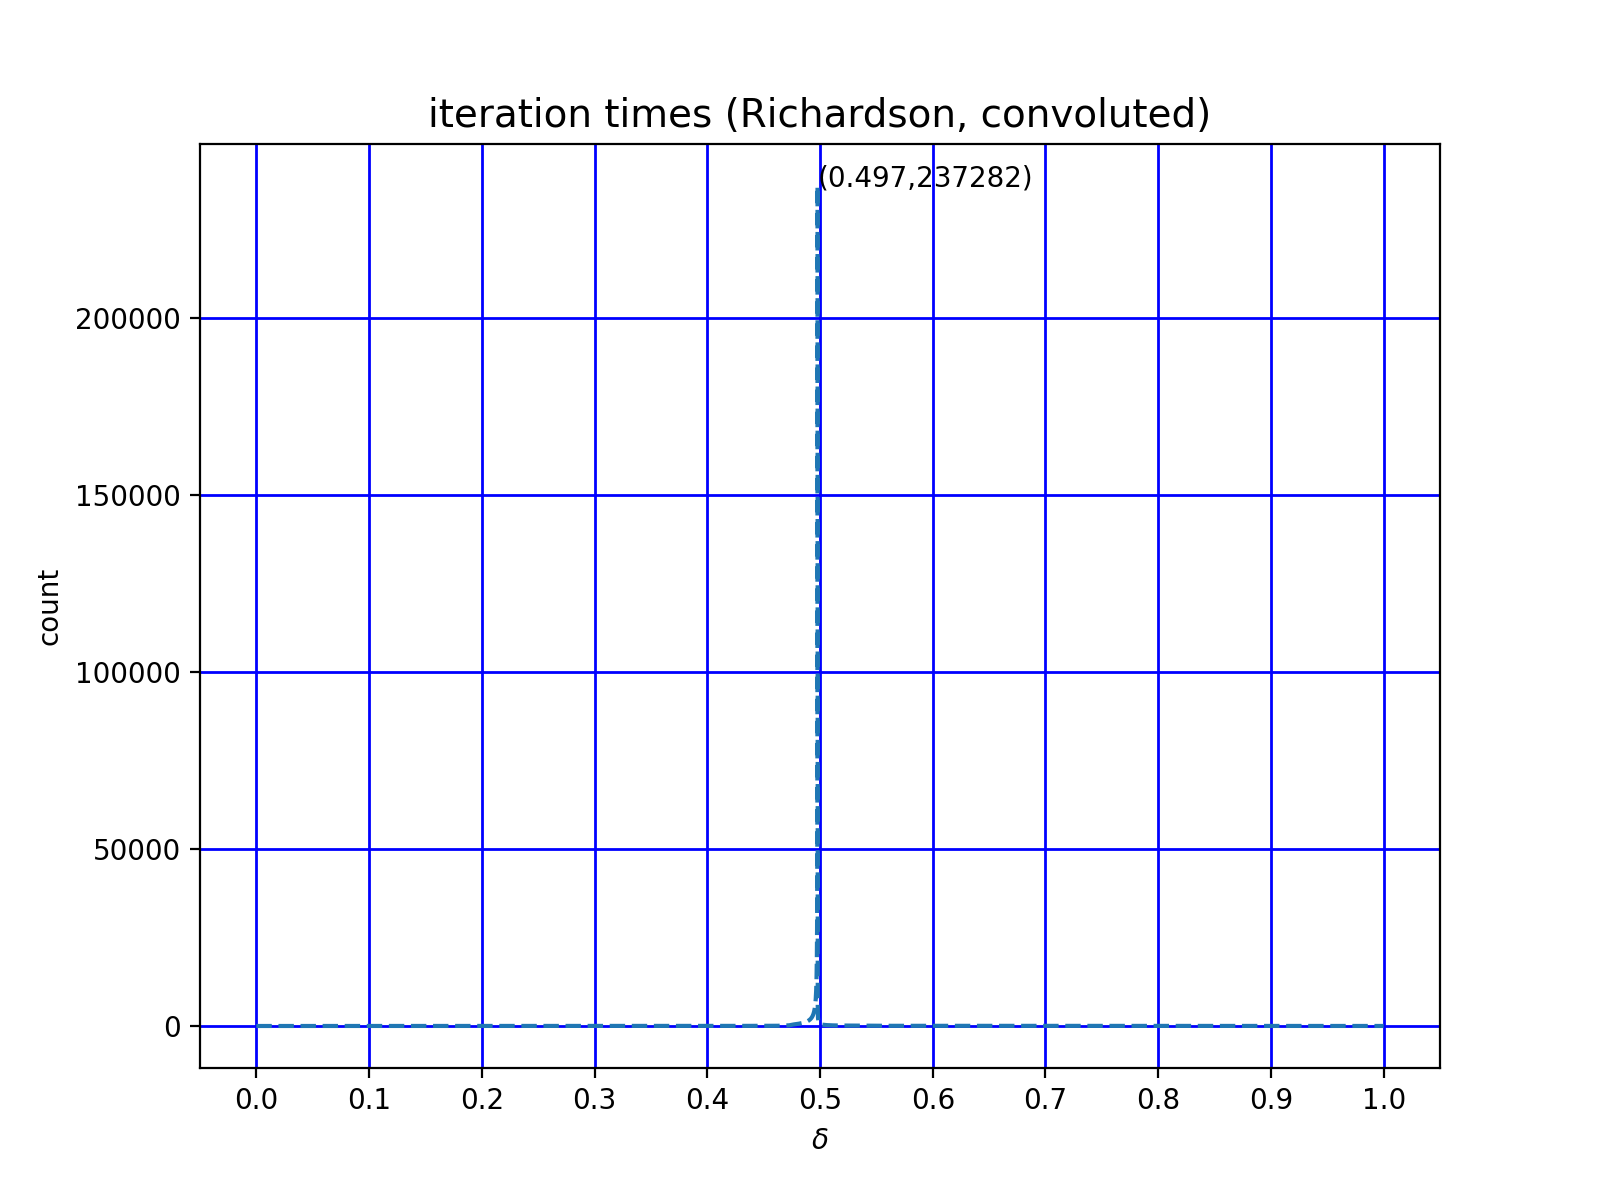 iteration times (Richardson, convoluted)
(0.497,237282)
200000
150000
100000
50000
0
count
0.0 0.1 0.2 0.3 0.4 0.5 0.6 0.7 0.8 0.9 1.0
δ